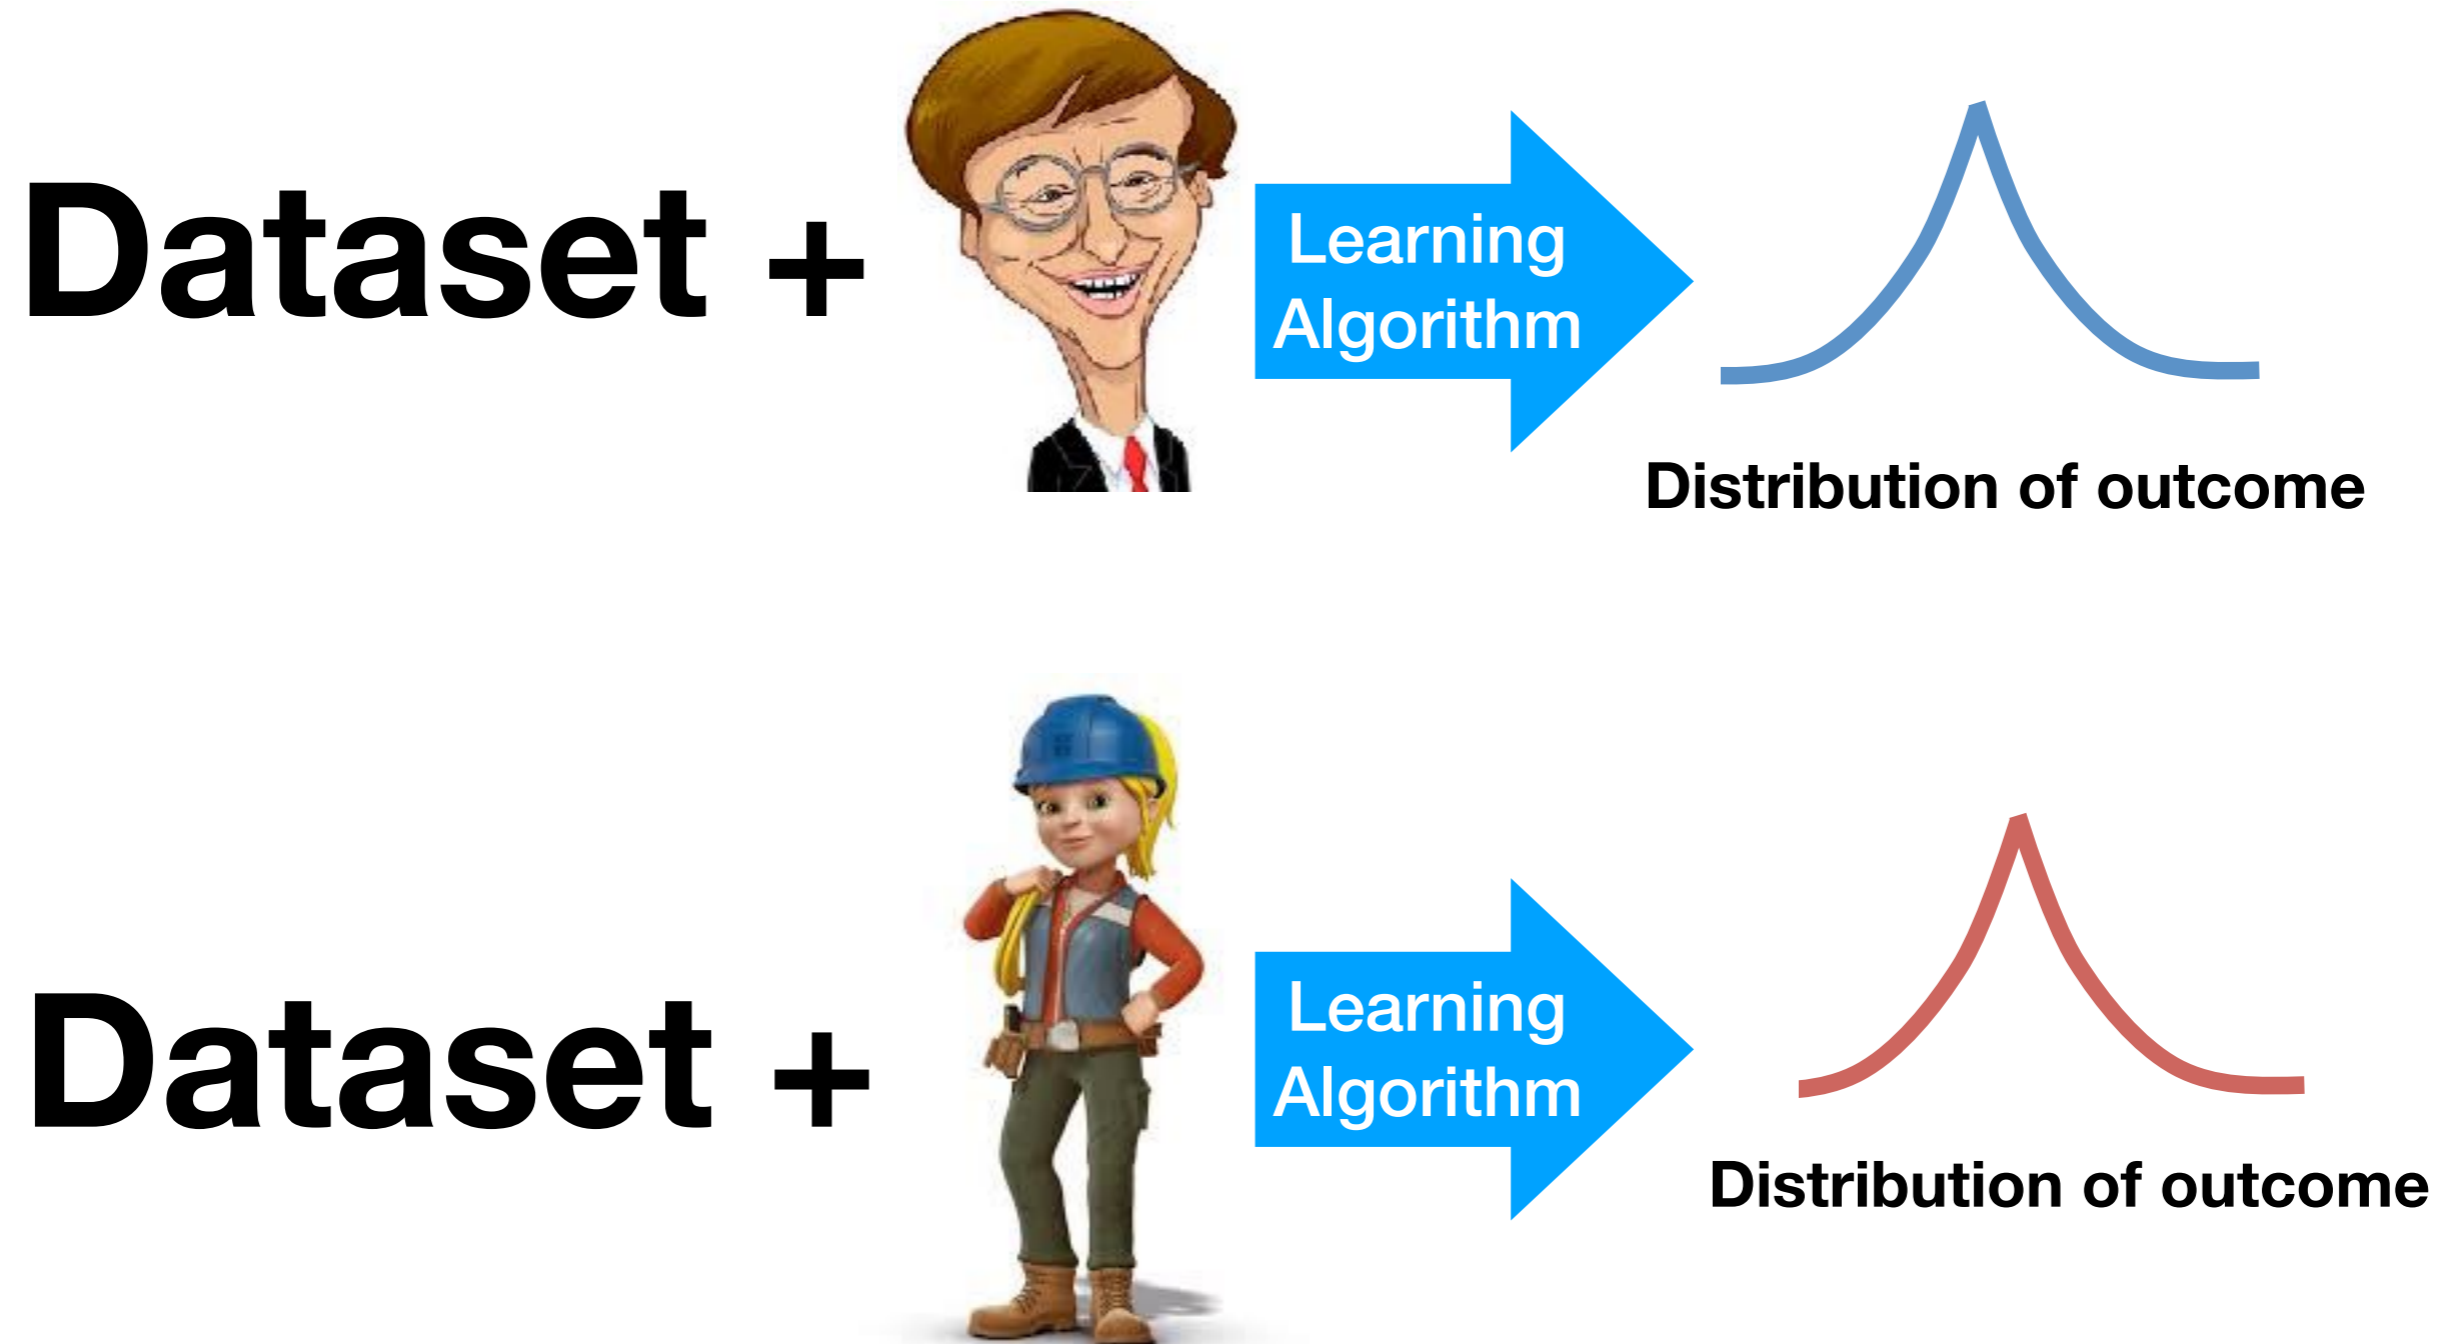 Dataset +
Learning
Algorithm
Distribution of outcome
Dataset +
Learning
Algorithm
Distribution of outcome